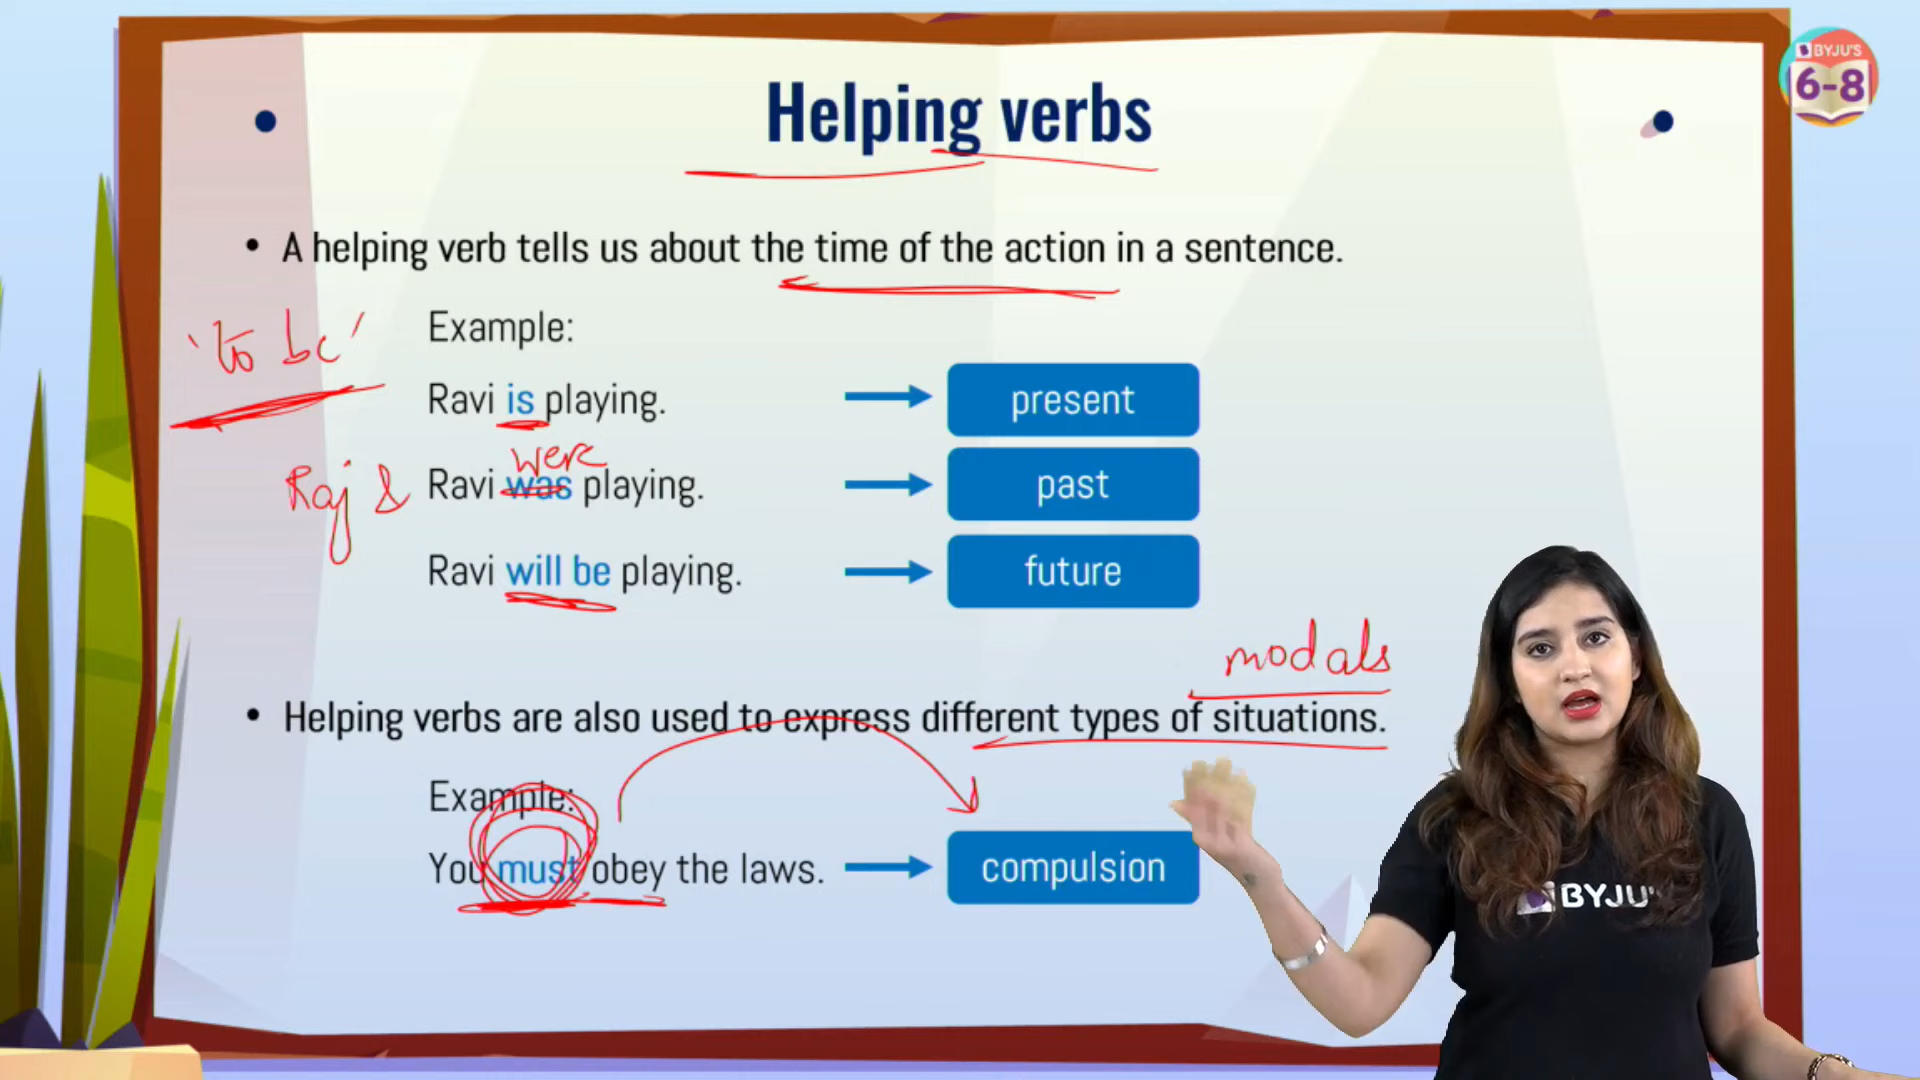 BYJU'S
6-8
Helping verbs
• A helping verb tells us about the time of the action in a sentence.
'to be'
Example:
Ravi is playing. → present
were
Raj & Ravi was playing. → past
Ravi will be playing. → future
modals
• Helping verbs are also used to express different types of situations.
Example:
You must obey the laws. → compulsion
BYJU'S